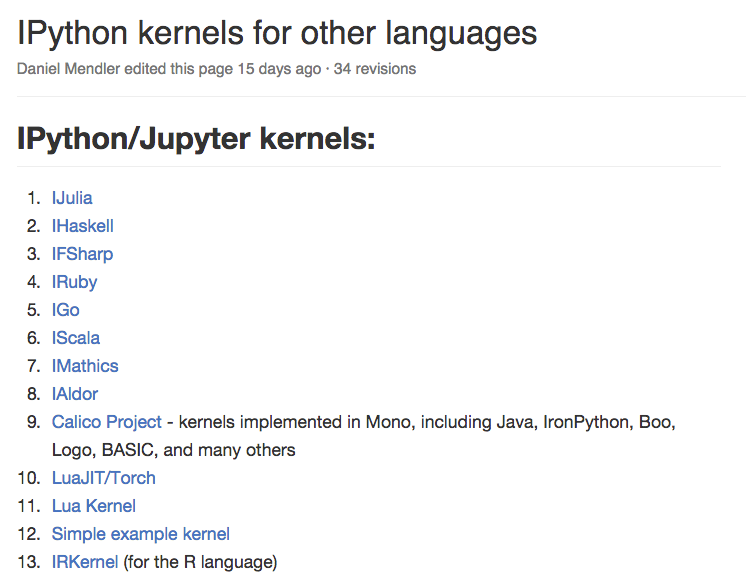 IPython kernels for other languages
Daniel Mendler edited this page 15 days ago · 34 revisions
IPython/Jupyter kernels:
1. IJulia
2. IHaskell
3. IFSharp
4. IRuby
5. IGo
6. IScala
7. IMathics
8. IAldor
9. Calico Project - kernels implemented in Mono, including Java, IronPython, Boo,
Logo, BASIC, and many others
10. LuaJIT/Torch
11. Lua Kernel
12. Simple example kernel
13. IRKernel (for the R language)